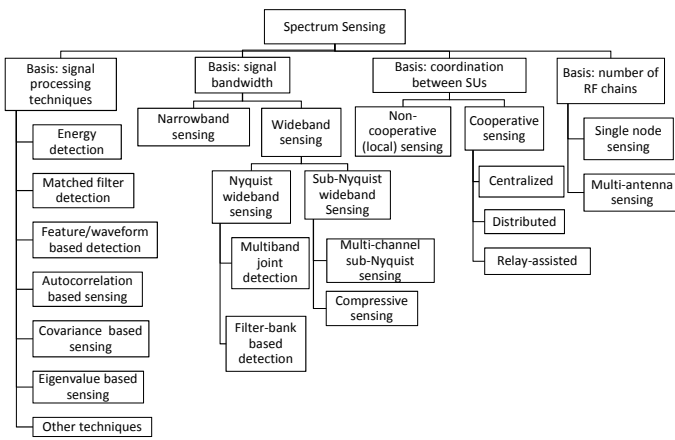 Spectrum Sensing
Basis: signal
processing
techniques
Energy
detection
Matched filter
detection
Feature/waveform
based detection
Autocorrelation
based sensing
Covariance based
sensing
Eigenvalue based
sensing
Other techniques
Basis: signal
bandwidth
Narrowband
sensing
Wideband
sensing
Nyquist
wideband
sensing
Multiband
joint
detection
Filter-bank
based
detection
Sub-Nyquist
wideband
Sensing
Multi-channel
sub-Nyquist
sensing
Compressive
sensing
Basis: coordination
between SUs
Non-
cooperative
(local) sensing
Cooperative
sensing
Centralized
Distributed
Relay-assisted
Basis: number of
RF chains
Single node
sensing
Multi-antenna
sensing